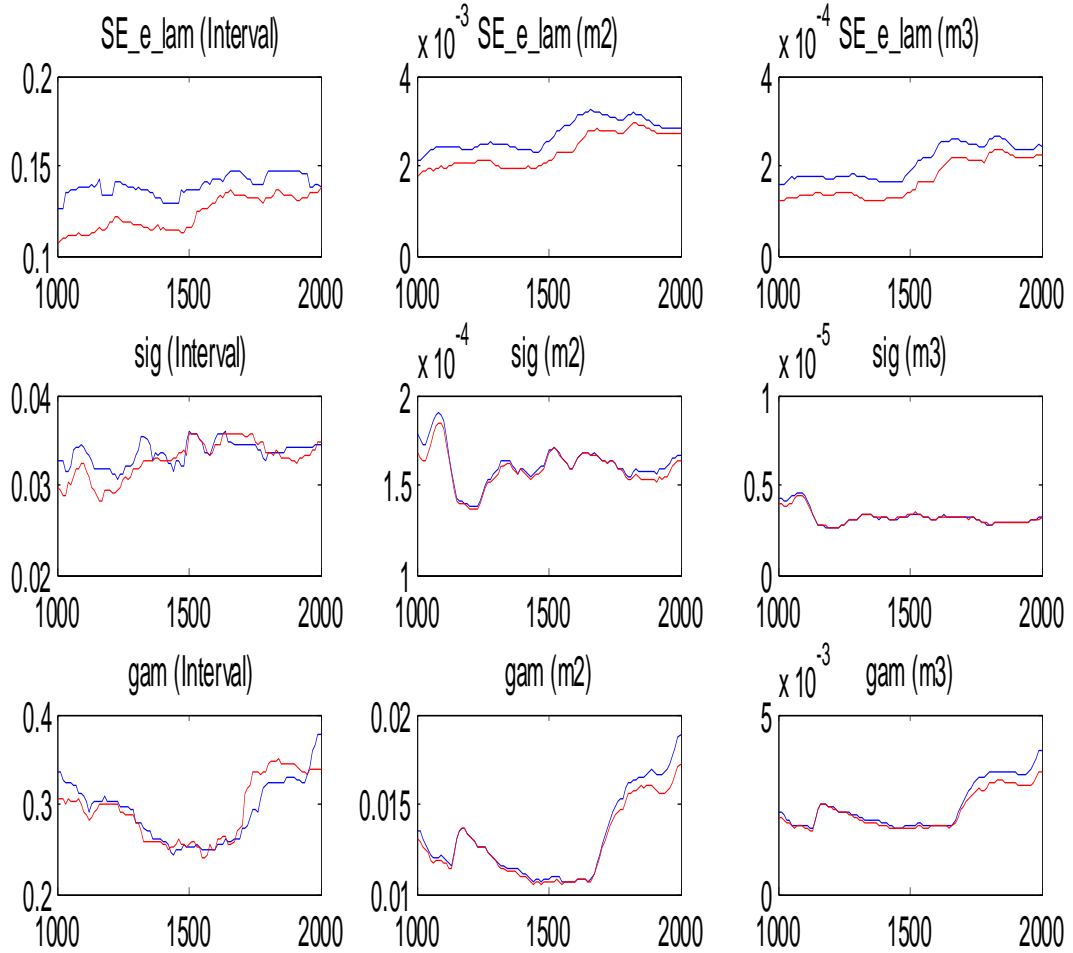 SE_e_lam (Interval)
x 10^-3 SE_e_lam (m2)
x 10^-4 SE_e_lam (m3)
0.2
0.15
0.1
1000 1500 2000
4
2
0
1000 1500 2000
4
2
0
1000 1500 2000
sig (Interval)
x 10^-4 sig (m2)
x 10^-5 sig (m3)
0.04
0.03
0.02
1000 1500 2000
2
1.5
1
1000 1500 2000
1
0.5
0
1000 1500 2000
gam (Interval)
gam (m2)
x 10^-3 gam (m3)
0.4
0.3
0.2
1000 1500 2000
0.02
0.015
0.01
1000 1500 2000
5
0
1000 1500 2000